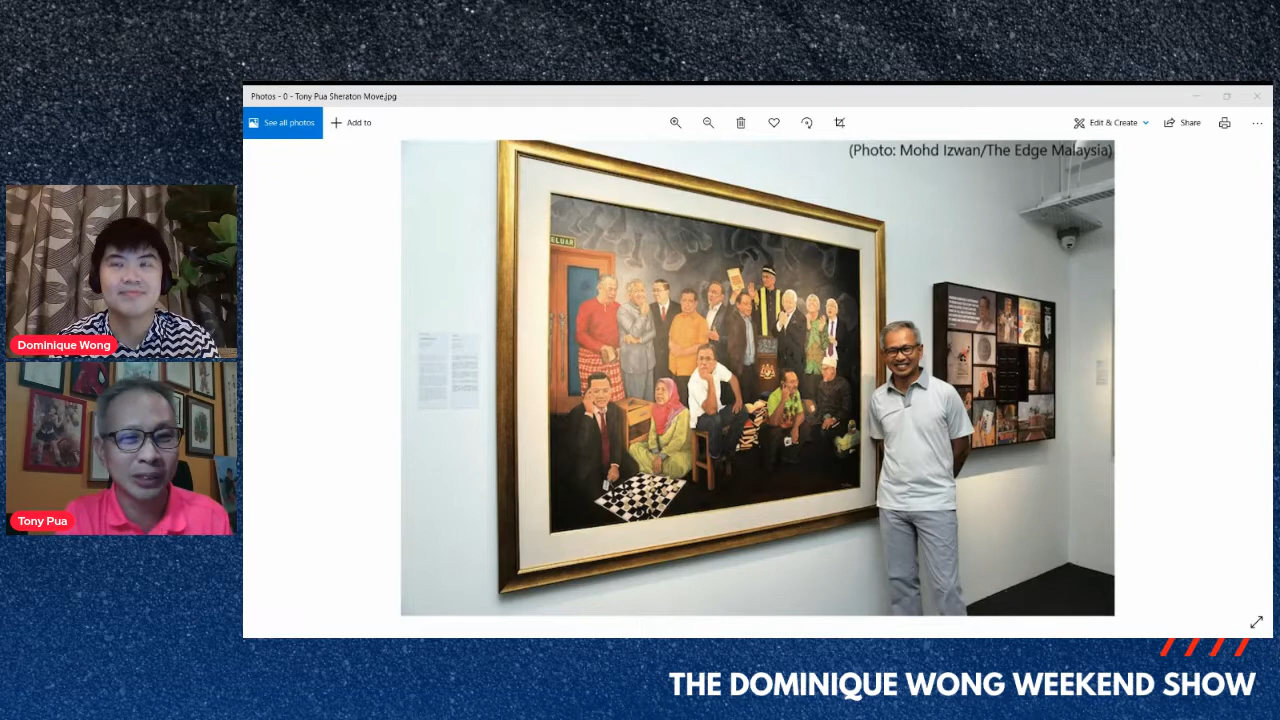 Photos - 0 - Tony Pua Sheraton Move.jpg
See all photos
Add to
Edit & Create
Share
(Photo: Mohd Izwan/The Edge Malaysia)
ELUAR
Dominique Wong
Tony Pua
THE DOMINIQUE WONG WEEKEND SHOW